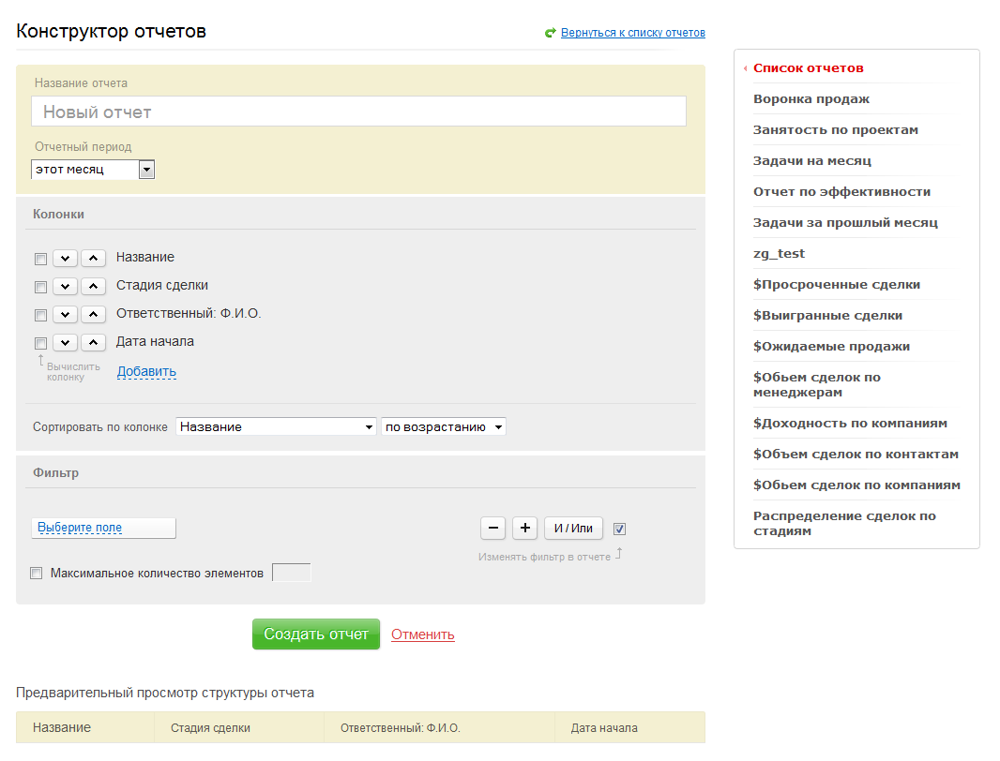 Конструктор отчетов
Вернуться к списку отчетов
Название отчета
Новый отчет
Отчетный период
этот месяц
Колонки
Название
Стадия сделки
Ответственный: Ф.И.О.
Дата начала
Вычислить
колонку
Добавить
Сортировать по колонке Название по возрастанию
Фильтр
Выберите поле
И / Или
Изменять фильтр в отчете
Максимальное количество элементов
Создать отчет Отменить
Предварительный просмотр структуры отчета
Название Стадия сделки Ответственный: Ф.И.О. Дата начала
Список отчетов
Воронка продаж
Занятость по проектам
Задачи на месяц
Отчет по эффективности
Задачи за прошлый месяц
zg_test
$Просроченные сделки
$Выигранные сделки
$Ожидаемые продажи
$Обьем сделок по
менеджерам
$Доходность по компаниям
$Объем сделок по контактам
$Обьем сделок по компаниям
Распределение сделок по
стадиям